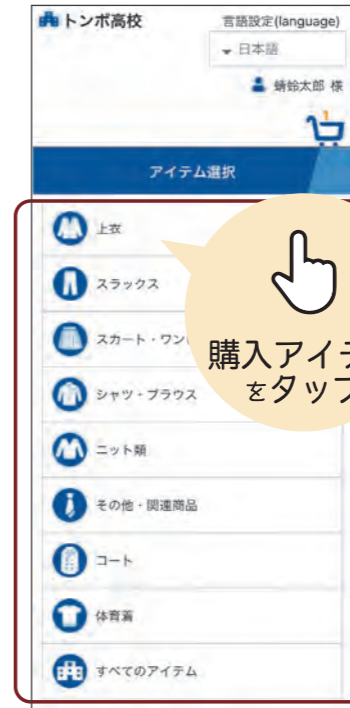 トンボ高校
言語設定(language)
日本語
蜻蛉太郎 様
1
アイテム選択
上衣
スラックス
スカート・ワン
シャツ・ブラウス
ニット類
その他・関連商品
コート
体育着
すべてのアイテム
購入アイテ
をタップ